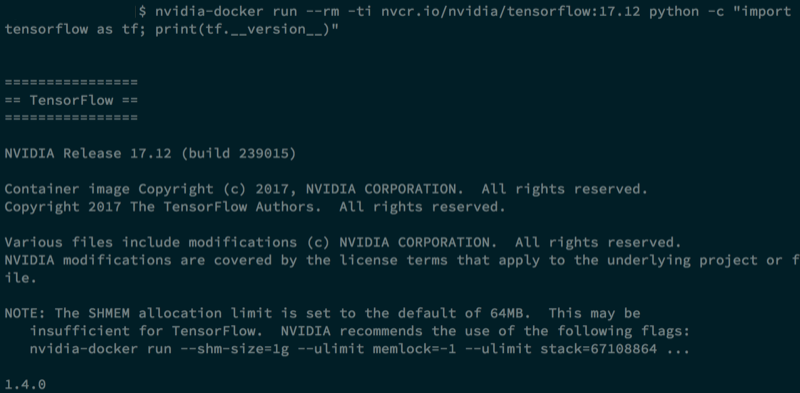 $ nvidia-docker run --rm -ti nvcr.io/nvidia/tensorflow:17.12 python -c "import
tensorflow as tf; print(tf.__version__)"
================
== TensorFlow ==
================
NVIDIA Release 17.12 (build 239015)
Container image Copyright (c) 2017, NVIDIA CORPORATION.  All rights reserved.
Copyright 2017 The TensorFlow Authors.  All rights reserved.
Various files include modifications (c) NVIDIA CORPORATION.  All rights reserved.
NVIDIA modifications are covered by the license terms that apply to the underlying project or f
ile.
NOTE: The SHMEM allocation limit is set to the default of 64MB.  This may be
   insufficient for TensorFlow.  NVIDIA recommends the use of the following flags:
   nvidia-docker run --shm-size=1g --ulimit memlock=-1 --ulimit stack=67108864 ...
1.4.0